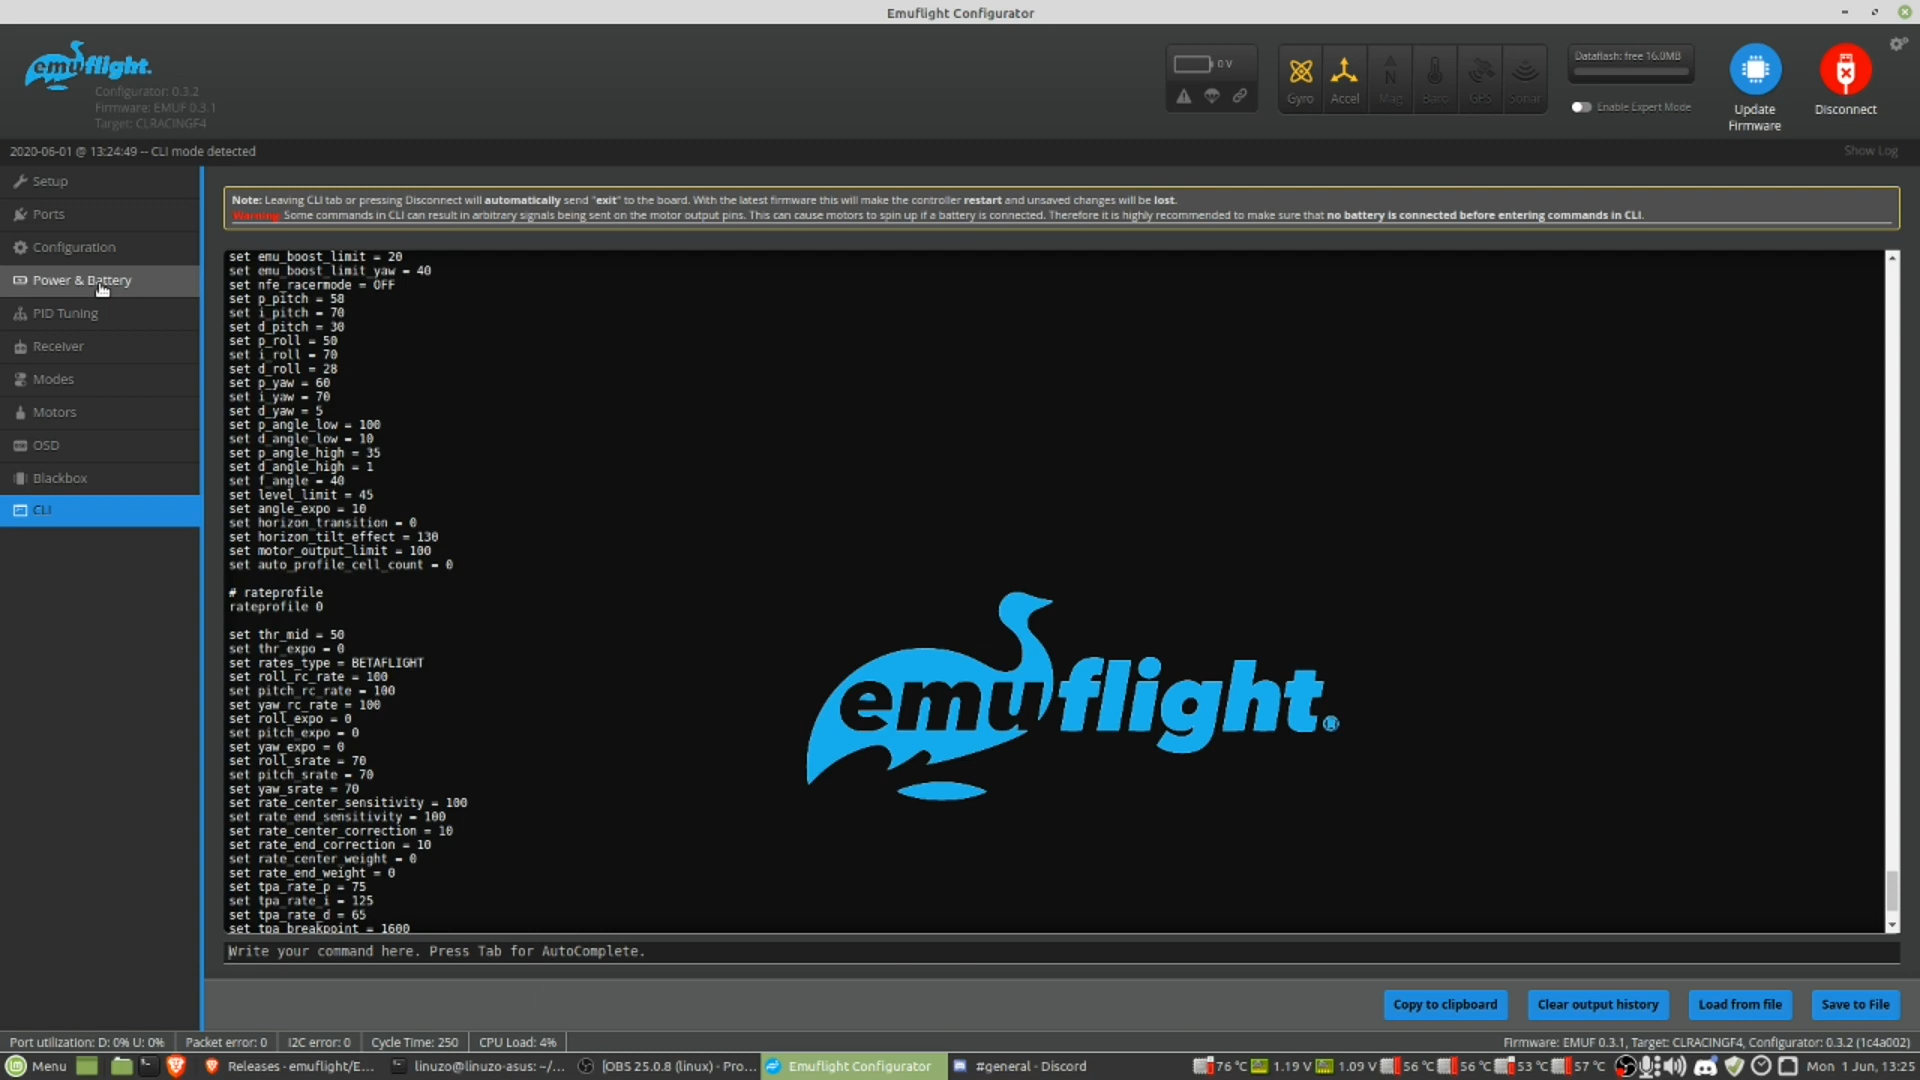 Emuflight Configurator
emuflight.
Configurator: 0.3.2
Firmware: EMUF 0.3.1
Target: CLRACINGF4
0 V
Gyro
Accel
Mag
Baro
GPS
Sonar
Dataflash: free 16.0MB
Enable Expert Mode
Update
Firmware
Disconnect
2020-06-01 @ 13:24:49 -- CLI mode detected
Show Log
Setup
Ports
Configuration
Power & Battery
PID Tuning
Receiver
Modes
Motors
OSD
Blackbox
CLI
Note: Leaving CLI tab or pressing Disconnect will automatically send "exit" to the board. With the latest firmware this will make the controller restart and unsaved changes will be lost.
Warning: Some commands in CLI can result in arbitrary signals being sent on the motor output pins. This can cause motors to spin up if a battery is connected. Therefore it is highly recommended to make sure that no battery is connected before entering commands in CLI.
set emu_boost_limit = 20
set emu_boost_limit_yaw = 40
set nfe_racermode = OFF
set p_pitch = 58
set i_pitch = 70
set d_pitch = 30
set p_roll = 50
set i_roll = 70
set d_roll = 28
set p_yaw = 60
set i_yaw = 70
set d_yaw = 5
set p_angle_low = 100
set d_angle_low = 10
set p_angle_high = 35
set d_angle_high = 1
set f_angle = 40
set level_limit = 45
set angle_expo = 10
set horizon_transition = 0
set horizon_tilt_effect = 130
set motor_output_limit = 100
set auto_profile_cell_count = 0
# rateprofile
rateprofile 0
set thr_mid = 50
set thr_expo = 0
set rates_type = BETAFLIGHT
set roll_rc_rate = 100
set pitch_rc_rate = 100
set yaw_rc_rate = 100
set roll_expo = 0
set pitch_expo = 0
set yaw_expo = 0
set roll_srate = 70
set pitch_srate = 70
set yaw_srate = 70
set rate_center_sensitivity = 100
set rate_end_sensitivity = 100
set rate_center_correction = 10
set rate_end_correction = 10
set rate_center_weight = 0
set rate_end_weight = 0
set tpa_rate_p = 75
set tpa_rate_i = 125
set tpa_rate_d = 65
set tpa_breakpoint = 1600
emuflight.
Write your command here. Press Tab for AutoComplete.
Copy to clipboard
Clear output history
Load from file
Save to File
Port utilization: D: 0% U: 0%
Packet error: 0
I2C error: 0
Cycle Time: 250
CPU Load: 4%
Firmware: EMUF 0.3.1, Target: CLRACINGF4, Configurator: 0.3.2 (1c4a002)
Menu
Releases - emuflight/E...
linuzo@linuzo-asus: ~/...
[OBS 25.0.8 (linux) - Pro...
Emuflight Configurator
#general - Discord
76 °C
1.19 V
1.09 V
56 °C
56 °C
53 °C
57 °C
Mon 1 Jun, 13:25